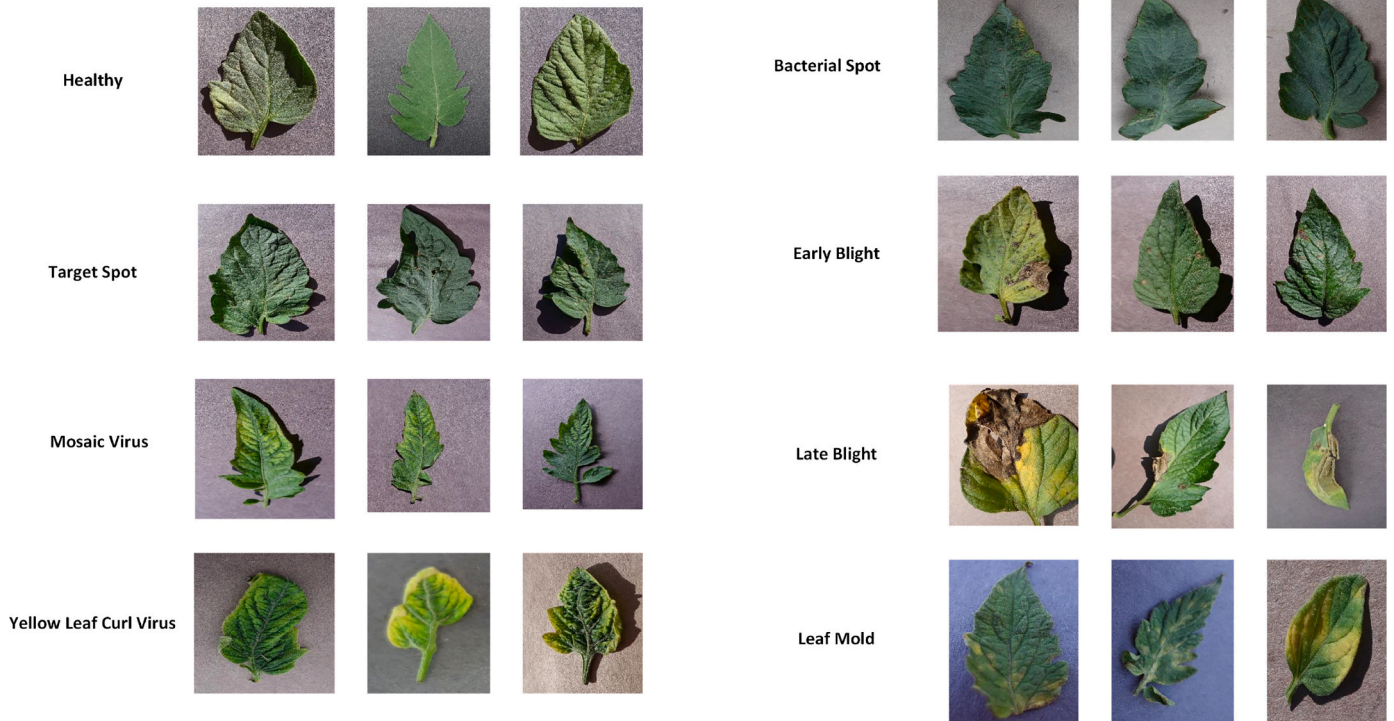 Healthy
Target Spot
Mosaic Virus
Yellow Leaf Curl Virus
Bacterial Spot
Early Blight
Late Blight
Leaf Mold